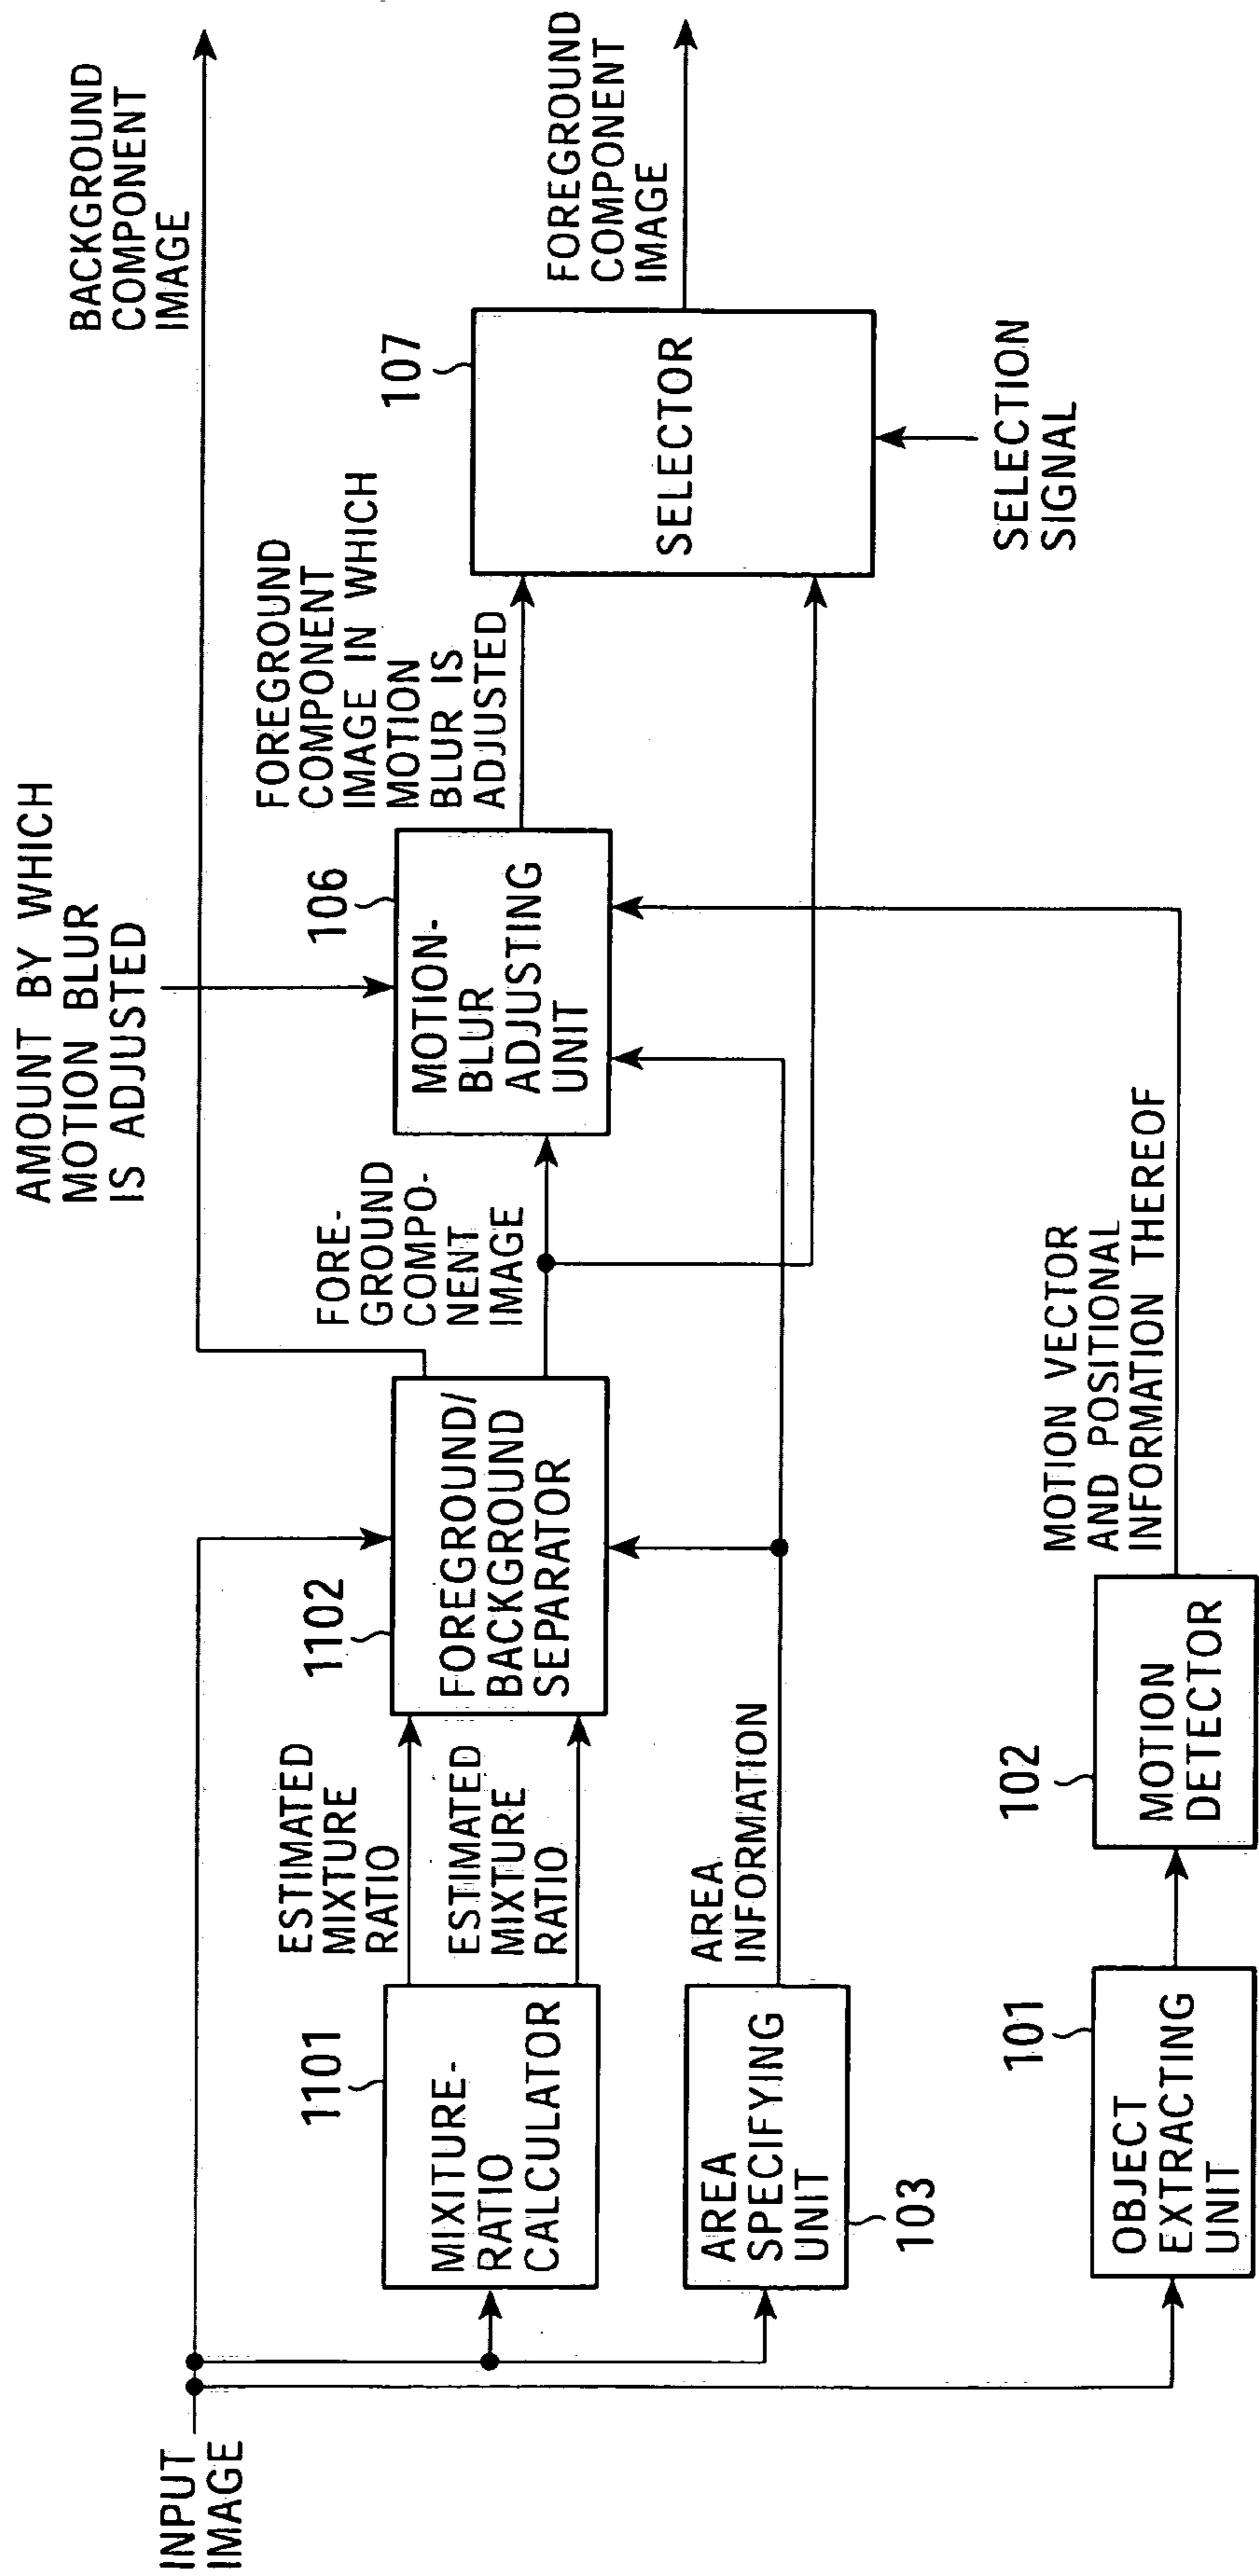 INPUT
IMAGE
1101
MIXITURE-
RATIO
CALCULATOR
ESTIMATED
MIXTURE
RATIO
ESTIMATED
MIXTURE
RATIO
AREA
SPECIFYING
UNIT
103
AREA
INFORMATION
101
OBJECT
EXTRACTING
UNIT
102
MOTION
DETECTOR
MOTION VECTOR
AND POSITIONAL
INFORMATION THEREOF
1102
FOREGROUND/
BACKGROUND
SEPARATOR
FORE-
GROUND
COMPO-
NENT
IMAGE
AMOUNT BY WHICH
MOTION BLUR
IS ADJUSTED
106
MOTION-
BLUR
ADJUSTING
UNIT
FOREGROUND
COMPONENT
IMAGE IN WHICH
MOTION
BLUR IS
ADJUSTED
107
SELECTOR
SELECTION
SIGNAL
BACKGROUND
COMPONENT
IMAGE
FOREGROUND
COMPONENT
IMAGE